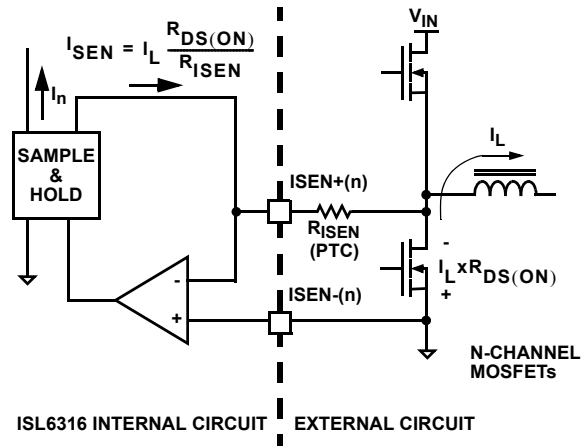 I_SEN = I_L R_DS(ON) / R_ISEN
I_n
SAMPLE
&
HOLD
V_IN
I_L
ISEN+(n)
R_ISEN
(PTC)
-
I_L x R_DS(ON)
+
-
+
ISEN-(n)
N-CHANNEL
MOSFETs
ISL6316 INTERNAL CIRCUIT
EXTERNAL CIRCUIT